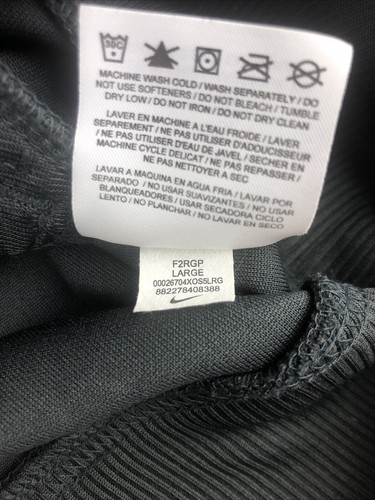 30C
MACHINE WASH COLD / WASH SEPARATELY / DO
NOT USE SOFTENERS / DO NOT BLEACH / TUMBLE
DRY LOW / DO NOT IRON / DO NOT DRY CLEAN
LAVER EN MACHINE A L'EAU FROIDE / LAVER
SEPAREMENT / NE PAS UTILISER D'ADOUCISSEUR
/ NE PAS UTILISER D'EAU DE JAVEL / SECHER EN
MACHINE CYCLE DELICAT / NE PAS REPASSER /
NE PAS NETTOYER A SEC
LAVAR A MAQUINA EN AGUA FRIA / LAVAR POR
SEPARADO / NO USAR SUAVIZANTES / NO USAR
BLANQUEADORES / USAR SECADORA CICLO
LENTO / NO PLANCHAR / NO LAVAR EN SECO
F2RGP
LARGE
00026704XOS5LRG
882278408388